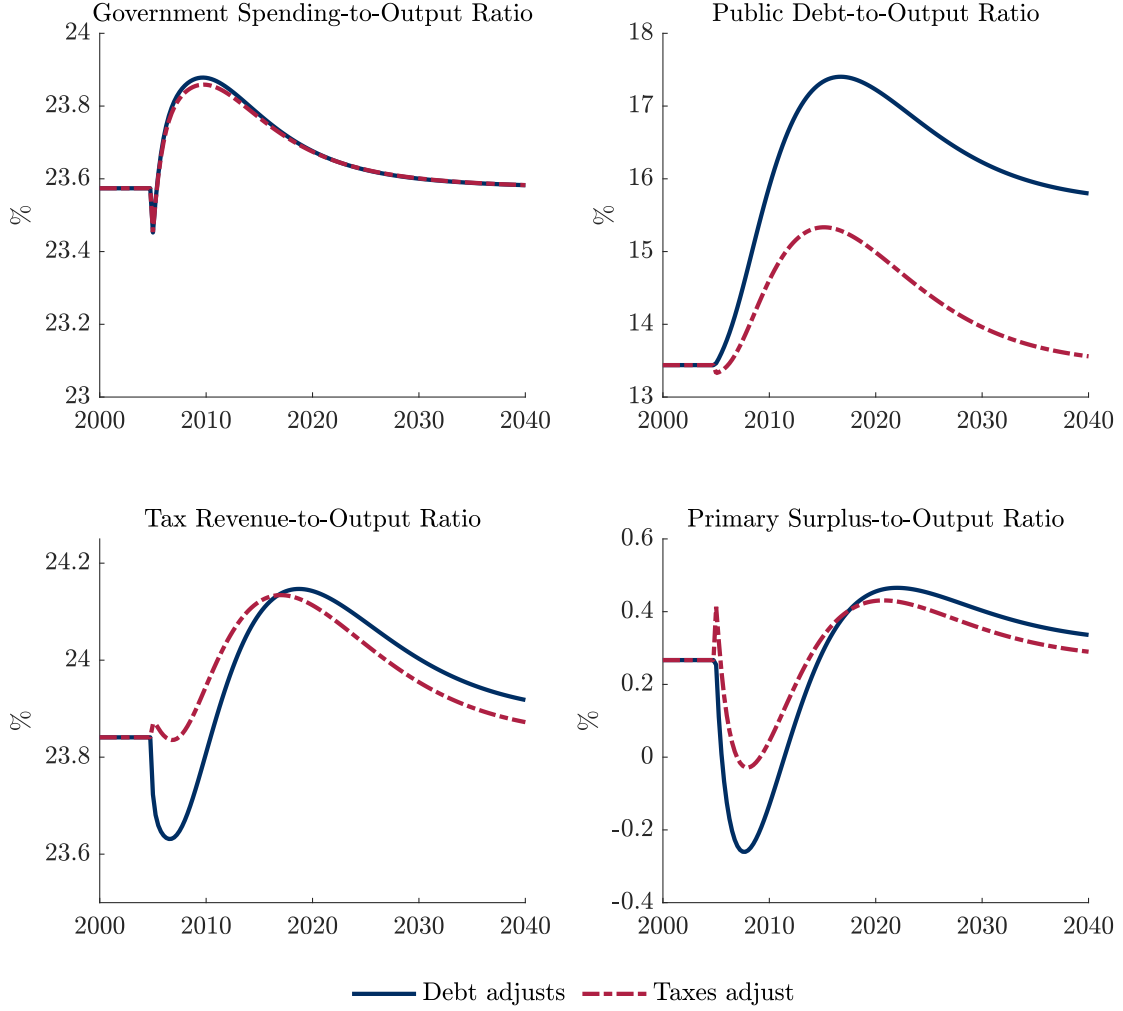 Government Spending-to-Output Ratio
24
23.8
23.6
23.4
23.2
23
%
2000 2010 2020 2030 2040
Public Debt-to-Output Ratio
18
17
16
15
14
13
%
2000 2010 2020 2030 2040
Tax Revenue-to-Output Ratio
24.2
24
23.8
23.6
%
2000 2010 2020 2030 2040
Primary Surplus-to-Output Ratio
0.6
0.4
0.2
0
-0.2
-0.4
%
2000 2010 2020 2030 2040
Debt adjusts Taxes adjust